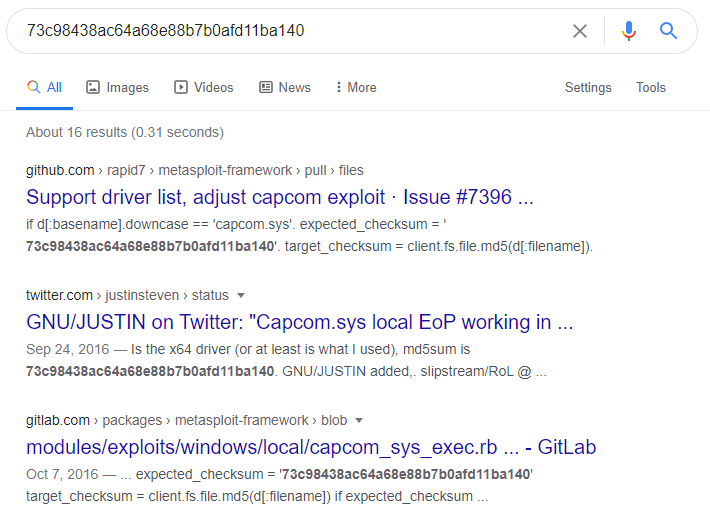 73c98438ac64a68e88b7b0afd11ba140
All Images Videos News More Settings Tools
About 16 results (0.31 seconds)
github.com › rapid7 › metasploit-framework › pull › files
Support driver list, adjust capcom exploit · Issue #7396 ...
if d[:basename].downcase == 'capcom.sys'. expected_checksum = '
73c98438ac64a68e88b7b0afd11ba140'. target_checksum = client.fs.file.md5(d[:filename]).
twitter.com › justinsteven › status
GNU/JUSTIN on Twitter: "Capcom.sys local EoP working in ...
Sep 24, 2016 — Is the x64 driver (or at least is what I used), md5sum is
73c98438ac64a68e88b7b0afd11ba140. GNU/JUSTIN added,. slipstream/RoL @ ...
gitlab.com › packages › metasploit-framework › blob
modules/exploits/windows/local/capcom_sys_exec.rb ... - GitLab
Oct 7, 2016 — ... expected_checksum = '73c98438ac64a68e88b7b0afd11ba140'
target_checksum = client.fs.file.md5(d[:filename]) if expected_checksum ...